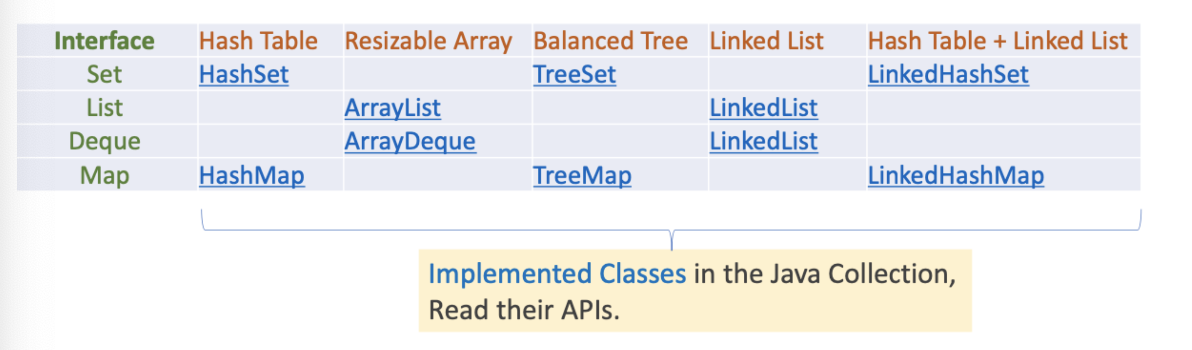 Interface Hash Table Resizable Array Balanced Tree Linked List Hash Table + Linked List
Set HashSet TreeSet LinkedHashSet
List ArrayList LinkedList
Deque ArrayDeque LinkedList
Map HashMap TreeMap LinkedHashMap
Implemented Classes in the Java Collection,
Read their APIs.